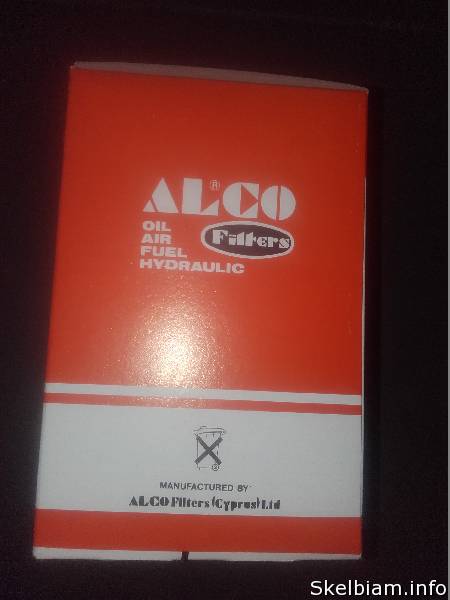 ALCO®
OIL
AIR
FUEL
HYDRAULIC
Filters
MANUFACTURED BY
ALCO Filters (Cyprus) Ltd
Skelbiam.info